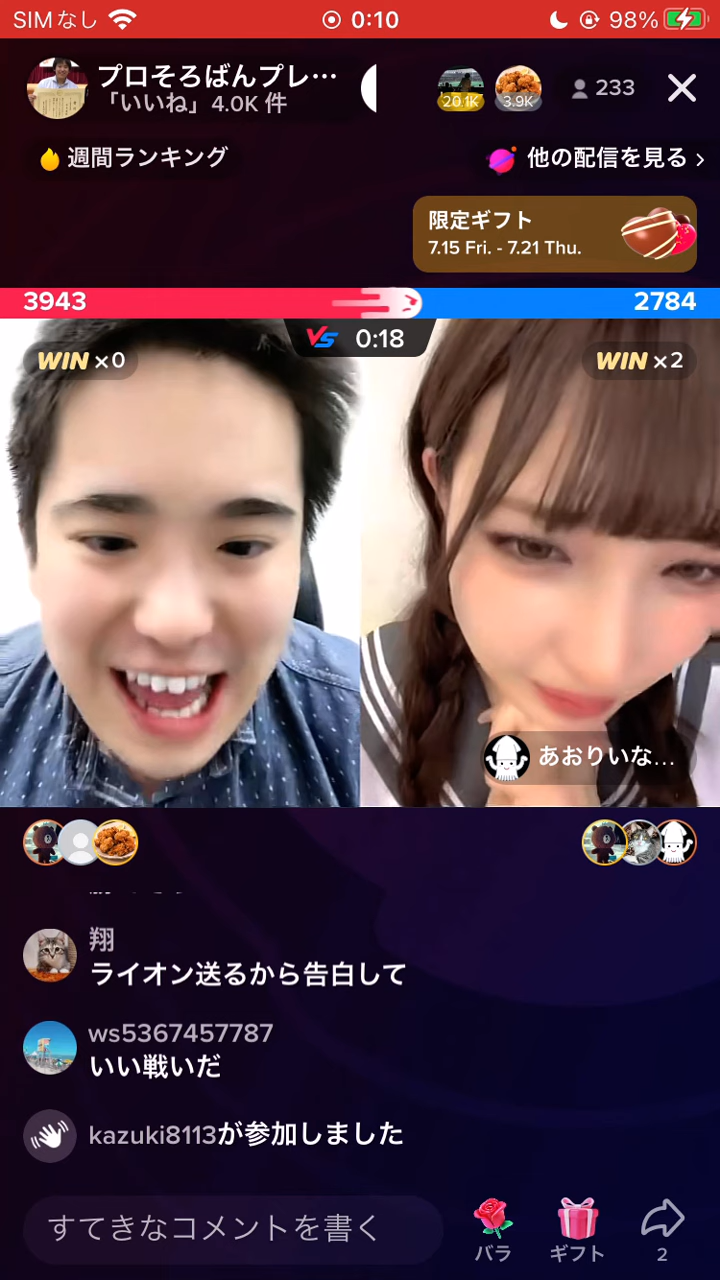 SIMなし
0:10
98%
プロそろばんプレ…
「いいね」4.0K 件
20.1K
3.9K
233
週間ランキング
他の配信を見る
限定ギフト
7.15 Fri. - 7.21 Thu.
3943
2784
VS 0:18
WIN x0
WIN x2
あおりいな…
翔
ライオン送るから告白して
ws5367457787
いい戦いだ
kazuki8113が参加しました
すてきなコメントを書く
バラ
ギフト
2